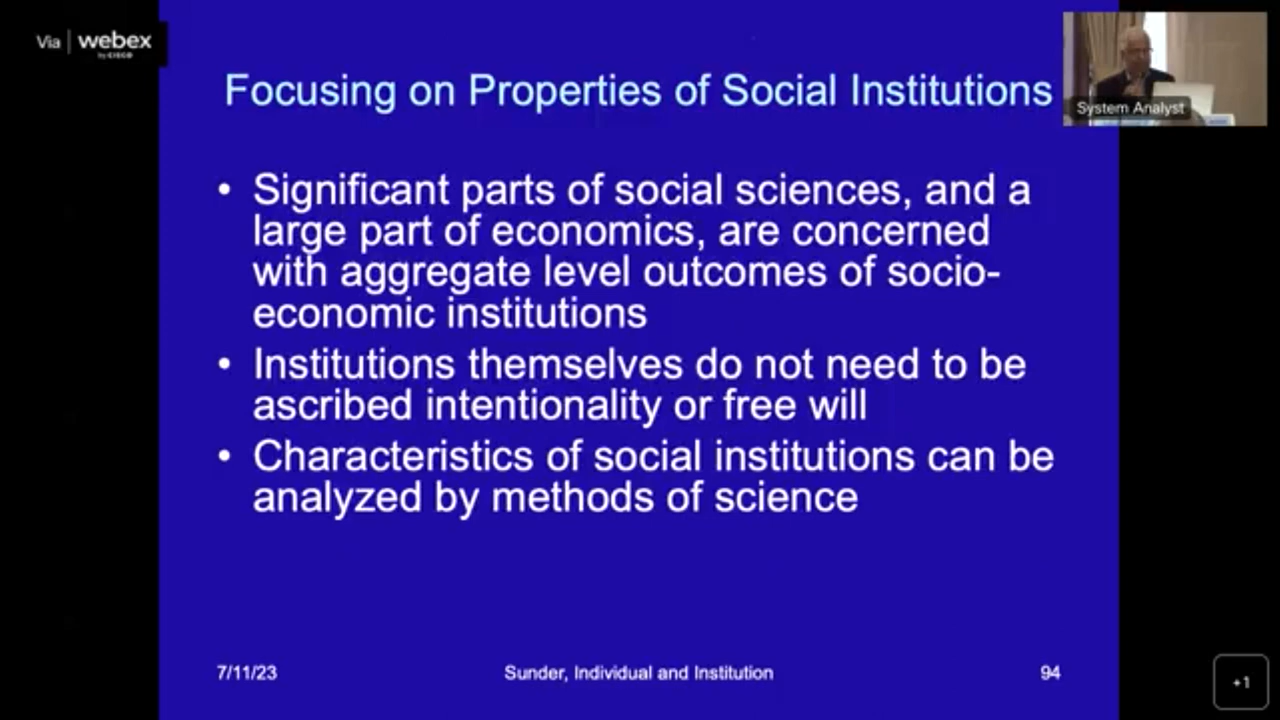 Via | webex
by CISCO
Focusing on Properties of Social Institutions
System Analyst
• Significant parts of social sciences, and a
large part of economics, are concerned
with aggregate level outcomes of socio-
economic institutions
• Institutions themselves do not need to be
ascribed intentionality or free will
• Characteristics of social institutions can be
analyzed by methods of science
7/11/23
Sunder, Individual and Institution
94
+1